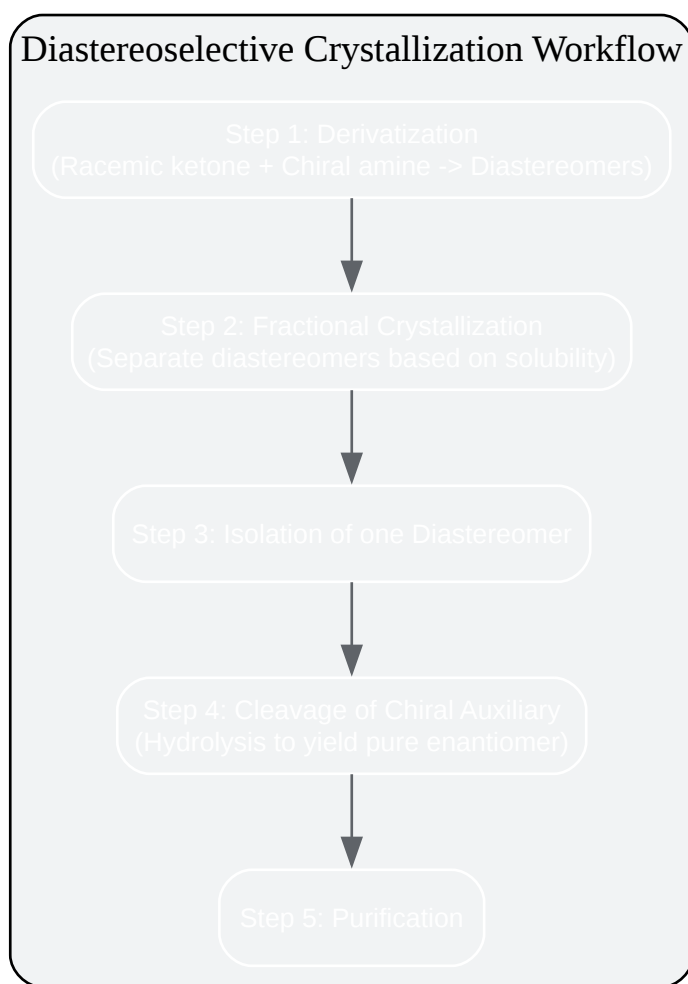 Diastereoselective Crystallization Workflow
Step 1: Derivatization
(Racemic ketone + Chiral amine -> Diastereomers)
Step 2: Fractional Crystallization
(Separate diastereomers based on solubility)
Step 3: Isolation of one Diastereomer
Step 4: Cleavage of Chiral Auxiliary
(Hydrolysis to yield pure enantiomer)
Step 5: Purification